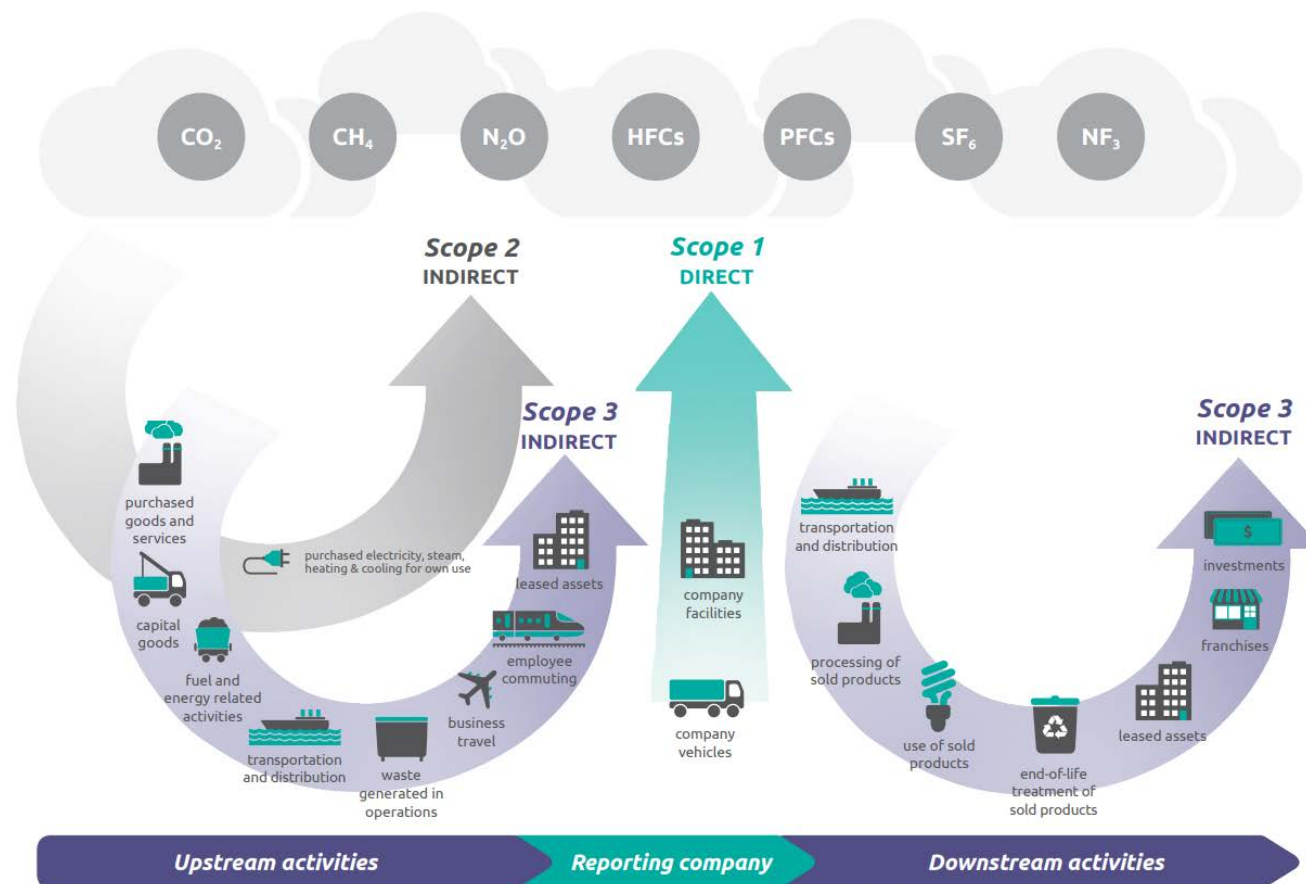 CO₂
CH₄
N₂O
HFCs
PFCs
SF₆
NF₃
Scope 2
INDIRECT
Scope 1
DIRECT
Scope 3
INDIRECT
Scope 3
INDIRECT
purchased
goods and
services
capital
goods
fuel and
energy related
activities
transportation
and distribution
waste
generated in
operations
business
travel
employee
commuting
leased assets
purchased electricity, steam,
heating & cooling for own use
company
facilities
company
vehicles
transportation
and distribution
processing of
sold products
use of sold
products
end-of-life
treatment of
sold products
leased assets
franchises
$
investments
Upstream activities
Reporting company
Downstream activities